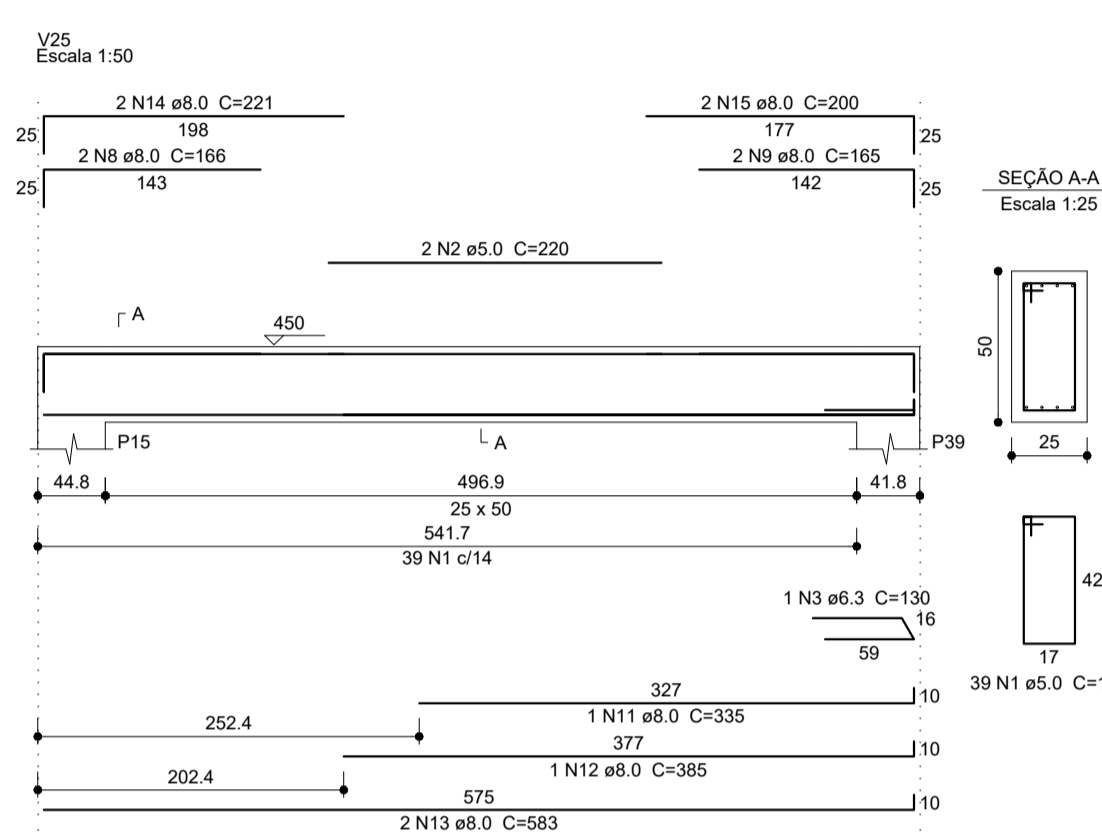 V25
Escala 1:50
2 N14 ø8.0 C=221
2 N15 ø8.0 C=200
25
198
177
25
2 N8 ø8.0 C=166
2 N9 ø8.0 C=165
25
143
142
25
SEÇÃO A-A
Escala 1:25
2 N2 ø5.0 C=220
A
450
50
P15
A
P39
25
44.8
496.9
41.8
25 x 50
541.7
39 N1 c/14
42
1 N3 ø6.3 C=130
16
59
17
39 N1 ø5.0
327
10
252.4
1 N11 ø8.0 C=335
377
10
202.4
1 N12 ø8.0 C=385
575
10
2 N13 ø8.0 C=583